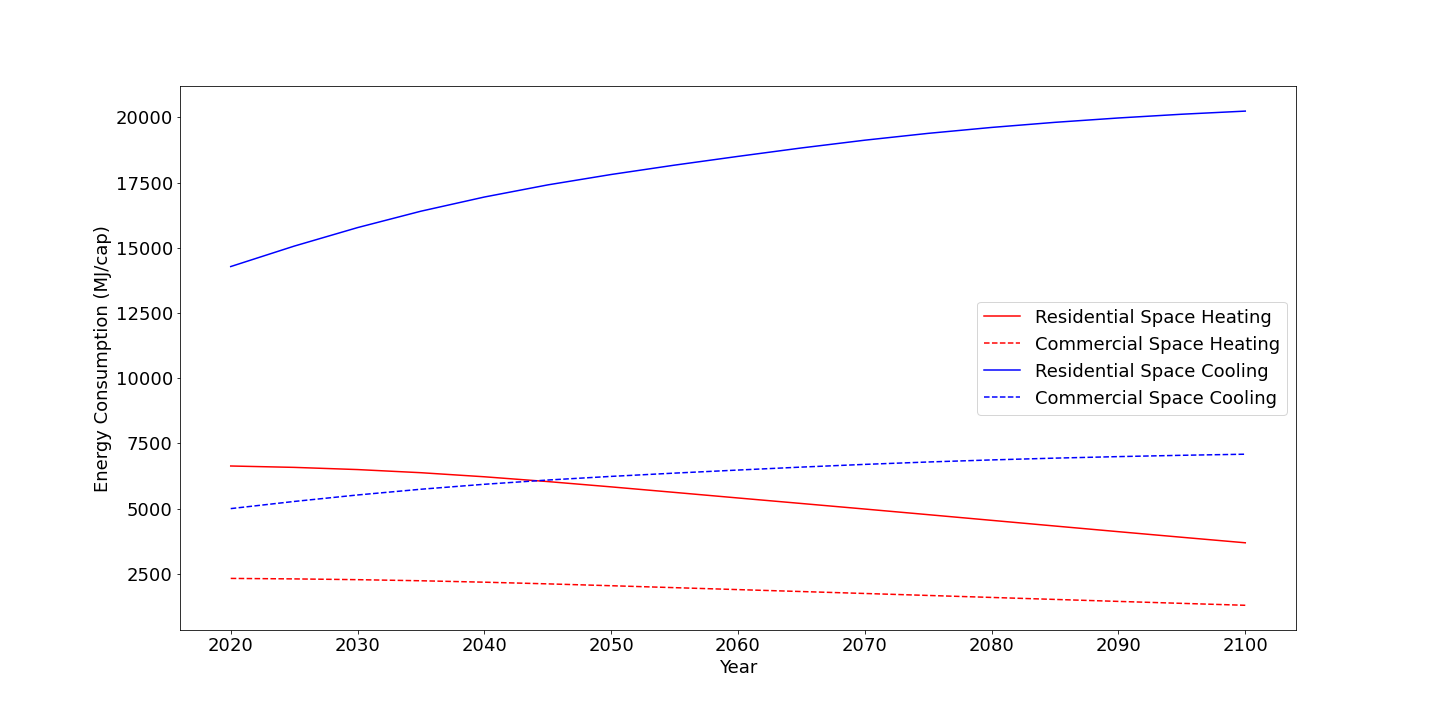 20000
17500
15000
12500
10000
7500
5000
2500
Energy Consumption (MJ/cap)
Residential Space Heating
Commercial Space Heating
Residential Space Cooling
Commercial Space Cooling
2020 2030 2040 2050 2060 2070 2080 2090 2100
Year